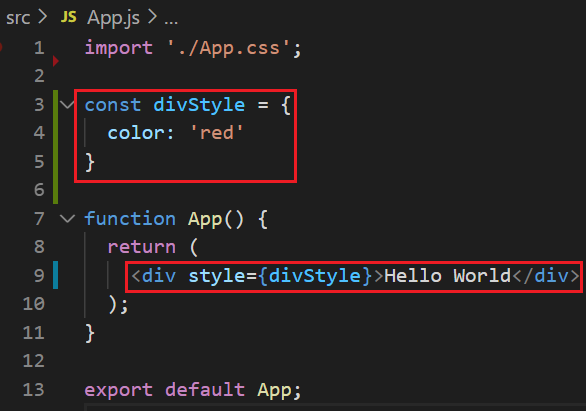 src > JS App.js > ...
1 import './App.css';
2
3 const divStyle = {
4   color: 'red'
5 }
6
7 function App() {
8   return (
9     <div style={divStyle}>Hello World</div>
10   );
11 }
12
13 export default App;